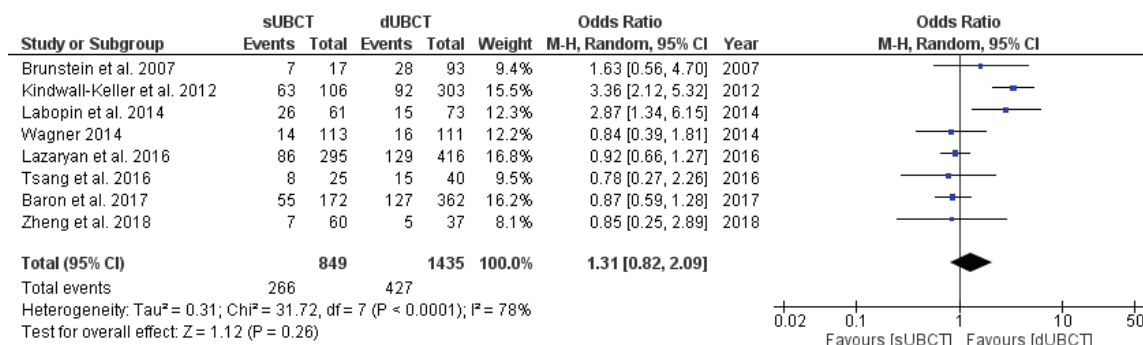 sUBCT dUBCT Odds Ratio Odds Ratio
Study or Subgroup Events Total Events Total Weight M-H, Random, 95% CI Year M-H, Random, 95% CI
Brunstein et al. 2007 7 17 28 93 9.4% 1.63 [0.56, 4.70] 2007
Kindwall-Keller et al. 2012 63 106 92 303 15.5% 3.36 [2.12, 5.32] 2012
Labopin et al. 2014 26 61 15 73 12.3% 2.87 [1.34, 6.15] 2014
Wagner 2014 14 113 16 111 12.2% 0.84 [0.39, 1.81] 2014
Lazaryan et al. 2016 86 295 129 416 16.8% 0.92 [0.66, 1.27] 2016
Tsang et al. 2016 8 25 15 40 9.5% 0.78 [0.27, 2.26] 2016
Baron et al. 2017 55 172 127 362 16.2% 0.87 [0.59, 1.28] 2017
Zheng et al. 2018 7 60 5 37 8.1% 0.85 [0.25, 2.89] 2018
Total (95% CI) 849 1435 100.0% 1.31 [0.82, 2.09]
Total events 266 427
Heterogeneity: Tau² = 0.31; Chi² = 31.72, df = 7 (P < 0.0001); I² = 78%
Test for overall effect: Z = 1.12 (P = 0.26)
0.02 0.1 1 10 50
Favours [sUBCT] Favours [dUBCT]